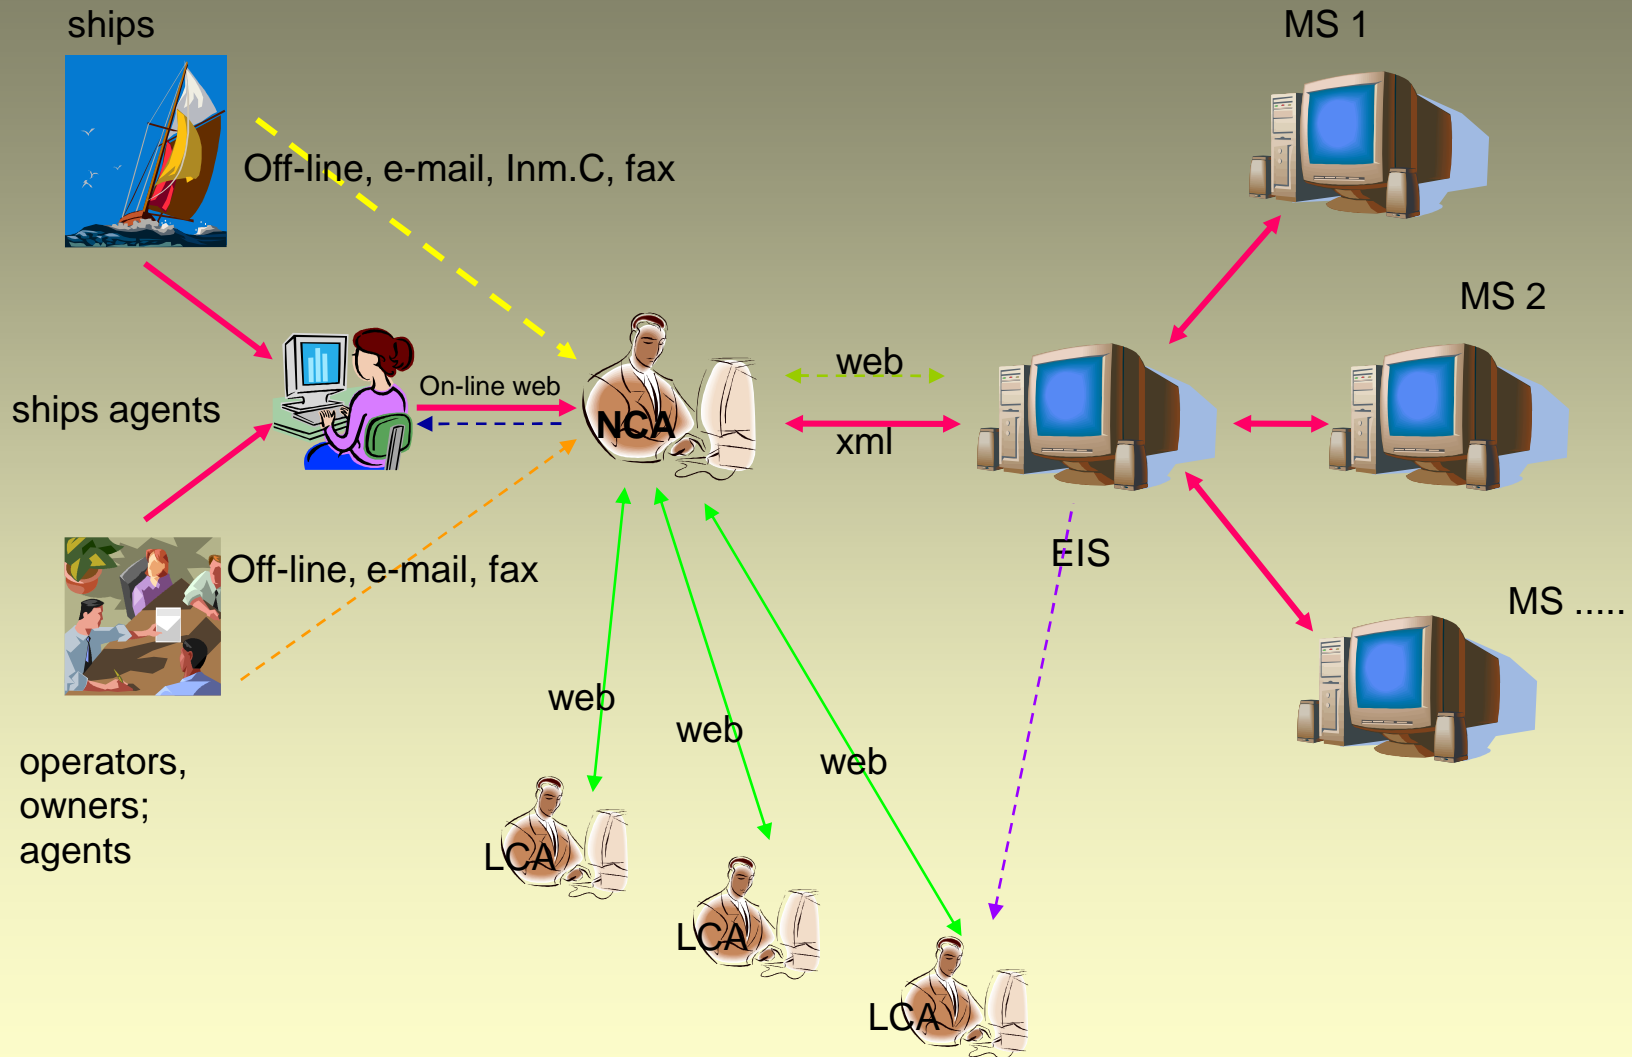 ships
MS 1
Off-line, e-mail, Inm.C, fax
MS 2
web
On-line web
ships agents
NCA
xml
EIS
Off-line, e-mail, fax
MS .....
web
web
web
operators,
owners;
agents
LCA
LCA
LCA